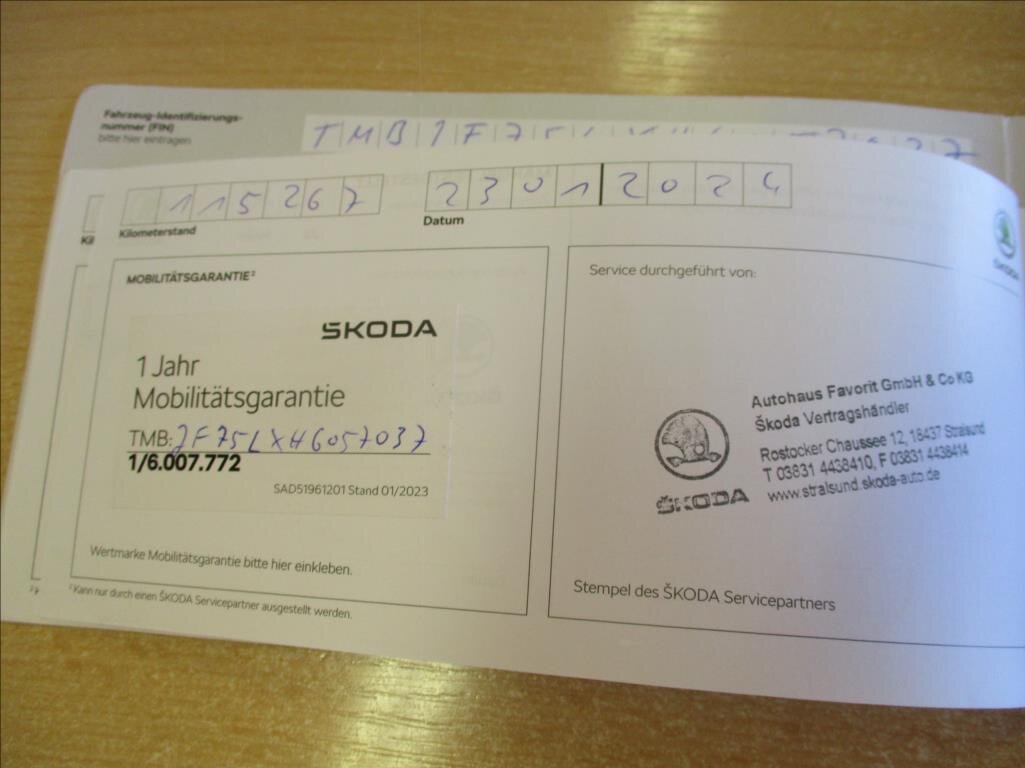 Fahrzeug-Identifizierungs-
nummer (FIN)
bitte hier eintragen
TMB1F75
115267
Kilometerstand
23012024
Datum
MOBILITÄTSGARANTIE²
ŠKODA
1 Jahr
Mobilitätsgarantie
TMB: JF75LXH6057037
1/6.007.772
SAD51961201 Stand 01/2023
Wertmarke Mobilitätsgarantie bitte hier einkleben.
² Kann nur durch einen ŠKODA Servicepartner ausgestellt werden.
Service durchgeführt von:
ŠKODA
Autohaus Favorit GmbH & Co KG
Škoda Vertragshändler
Rostocker Chaussee 12, 18437 Stralsund
T 03831 4438410, F 03831 4438414
www.stralsund.skoda-auto.de
ŠKODA
Stempel des ŠKODA Servicepartners